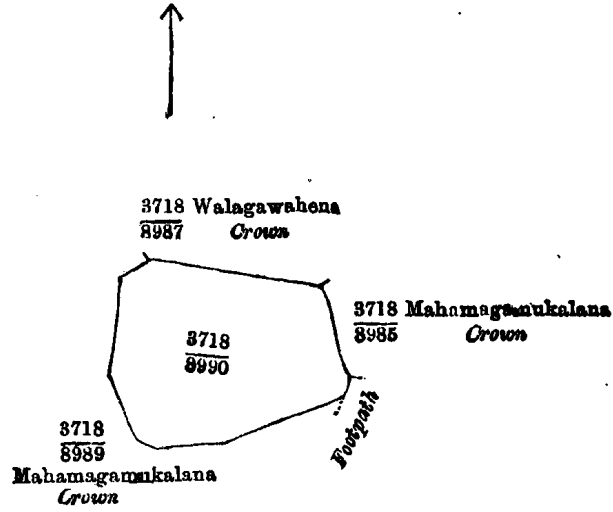 3718 Walagawahena
8987 Crown
3718 Mahamagamukalana
8985 Crown
3718
8990
Footpath
3718
8989
Mahamagamukalana
Crown